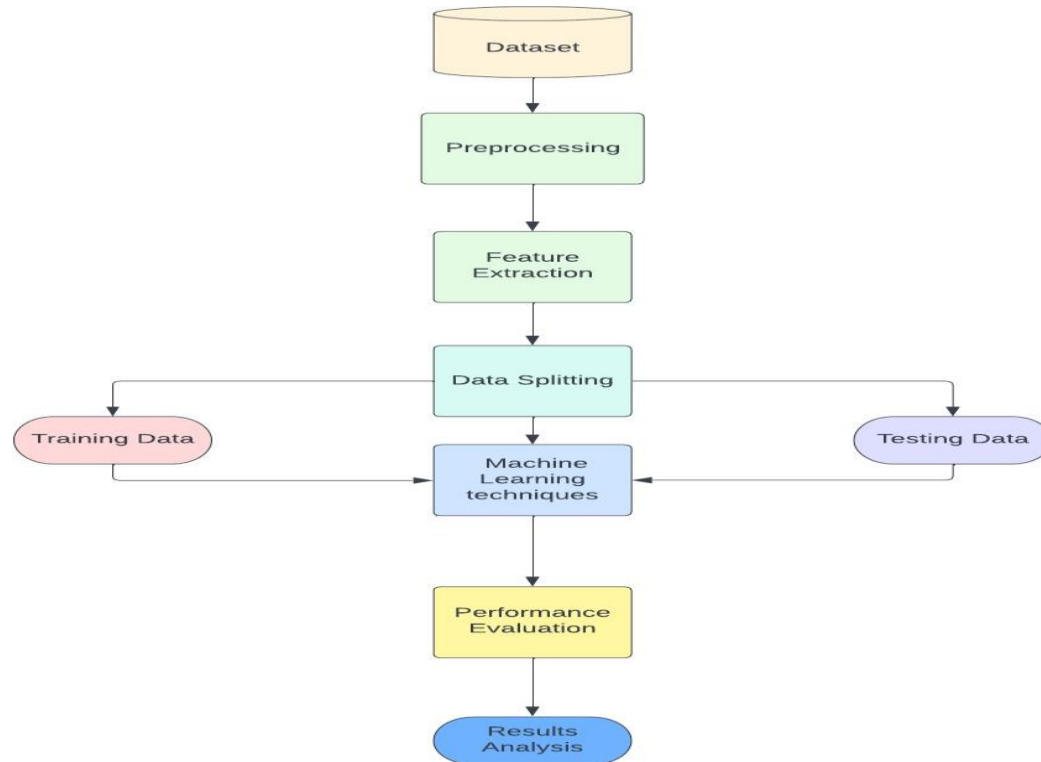 Dataset
Preprocessing
Feature
Extraction
Data Splitting
Training Data
Testing Data
Machine
Learning
techniques
Performance
Evaluation
Results
Analysis